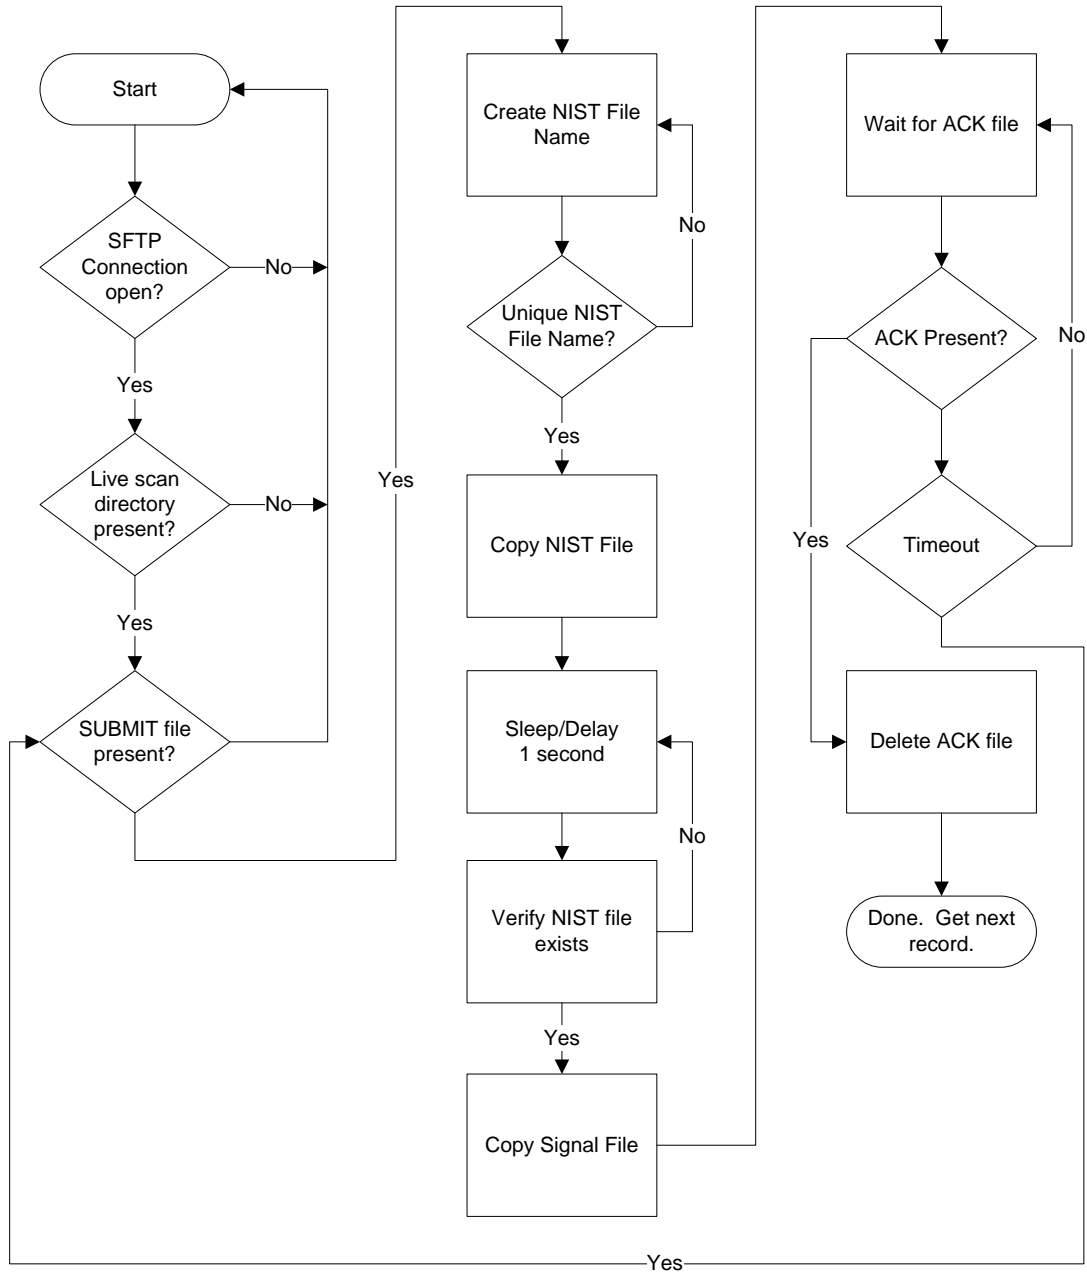 Start
SFTP
Connection
open?
No
Yes
Live scan
directory
present?
No
Yes
SUBMIT file
present?
Yes
Create NIST File
Name
No
Unique NIST
File Name?
Yes
Copy NIST File
Sleep/Delay
1 second
No
Verify NIST file
exists
Yes
Copy Signal File
Wait for ACK file
ACK Present?
No
Yes
Timeout
Delete ACK file
Done.  Get next
record.
Yes